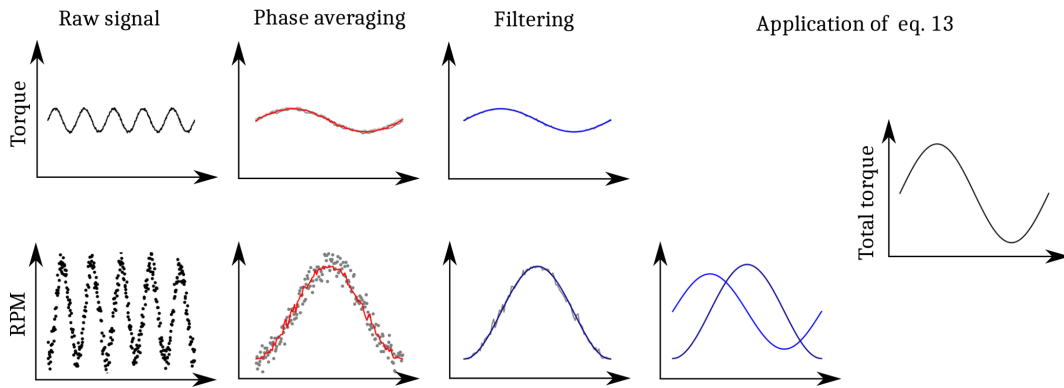 Raw signal
Phase averaging
Filtering
Application of eq. 13
Torque
Total torque
RPM